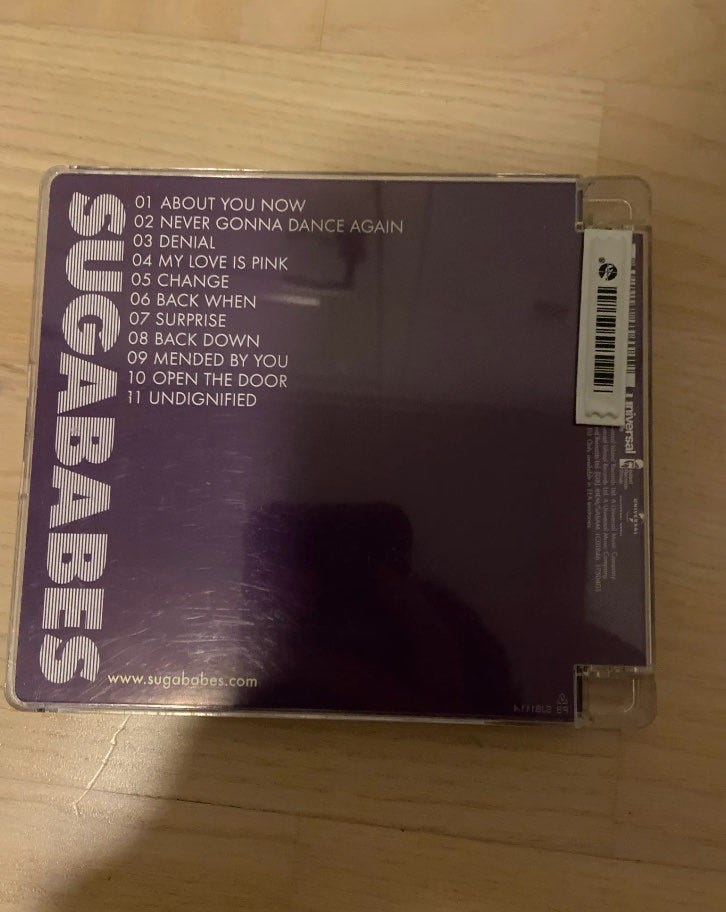 SUGABABES
01 ABOUT YOU NOW
02 NEVER GONNA DANCE AGAIN
03 DENIAL
04 MY LOVE IS PINK
05 CHANGE
06 BACK WHEN
07 SURPRISE
08 BACK DOWN
09 MENDED BY YOU
10 OPEN THE DOOR
11 UNDIGNIFIED
www.sugababes.com
universal
UNIVERSAL